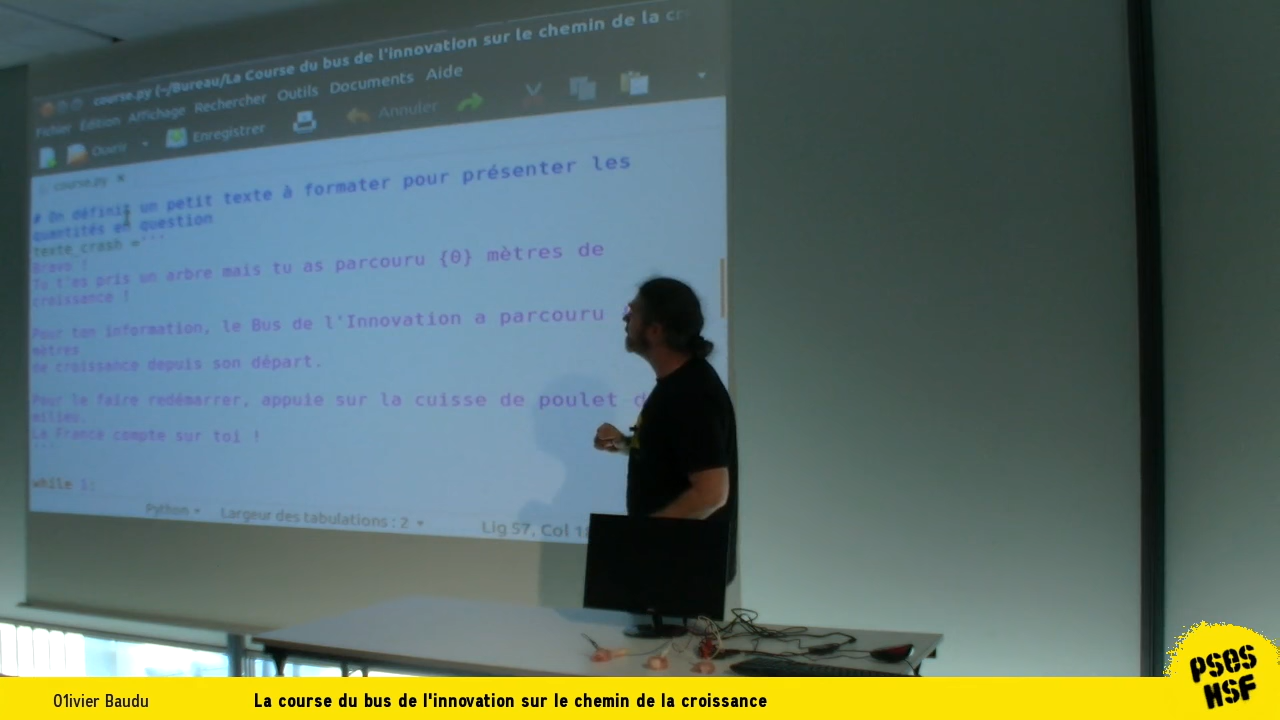 course.py (~/Bureau/La Course du bus de l'innovation sur le chemin de la cr
Fichier Édition Affichage Rechercher Outils Documents Aide
Ouvrir Enregistrer Annuler
course.py ×
# On définit un petit texte à formater pour présenter les
quantités en question
texte_crash ='''
Bravo !
Tu t'es pris un arbre mais tu as parcouru {0} mètres de
croissance !
Pour ton information, le Bus de l'Innovation a parcouru
mètres
de croissance depuis son départ.
Pour le faire redémarrer, appuie sur la cuisse de poulet d
milieu.
La France compte sur toi !
'''
while 1:
Python Largeur des tabulations : 2 Lig 57, Col 18
01ivier Baudu La course du bus de l'innovation sur le chemin de la croissance
PSES
HSF